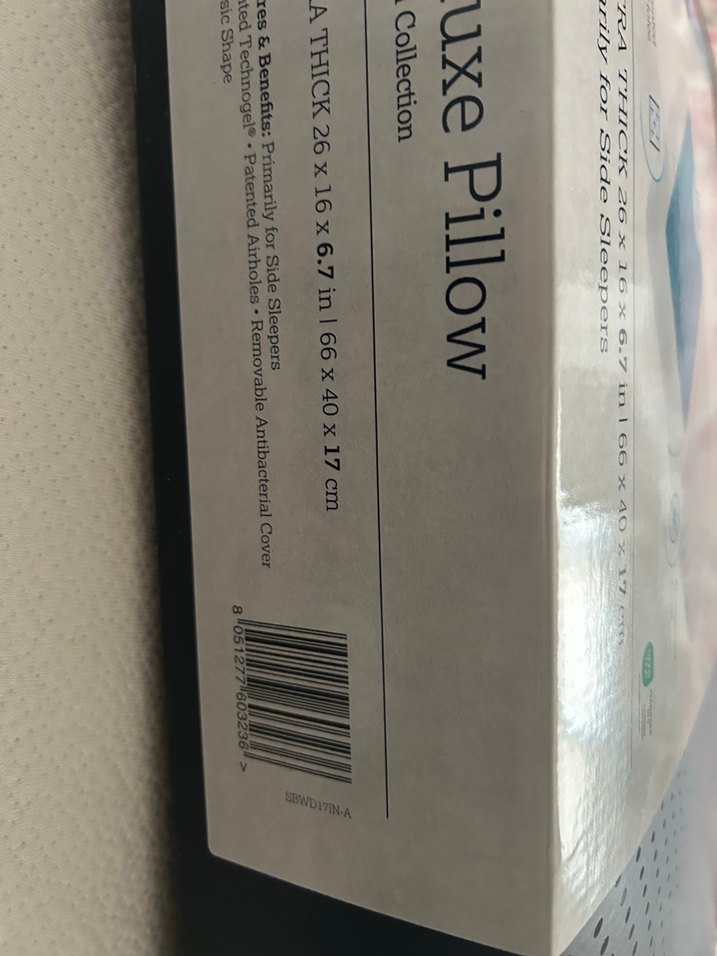 uxe Pillow
Collection
A THICK 26 x 16 x 6.7 in | 66 x 40 x 17 cm
res & Benefits: Primarily for Side Sleepers
ted Technogel® • Patented Airholes • Removable Antibacterial Cover
sic Shape
8 051277 603236 >
SBWD17IN-A
TRA THICK 26 x 16 x 6.7 in | 66 x 40 x 17 cm
arily for Side Sleepers